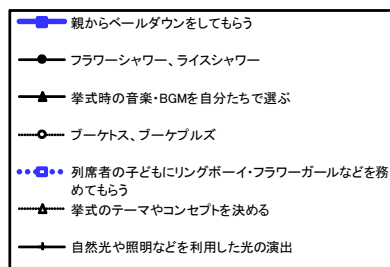 親からベールダウンをしてもらう
フラワーシャワー、ライスシャワー
挙式時の音楽・BGMを自分たちで選ぶ
ブーケトス、ブーケプルズ
列席者の子どもにリングボーイ・フラワーガールなどを務
めてもらう
挙式のテーマやコンセプトを決める
自然光や照明などを利用した光の演出